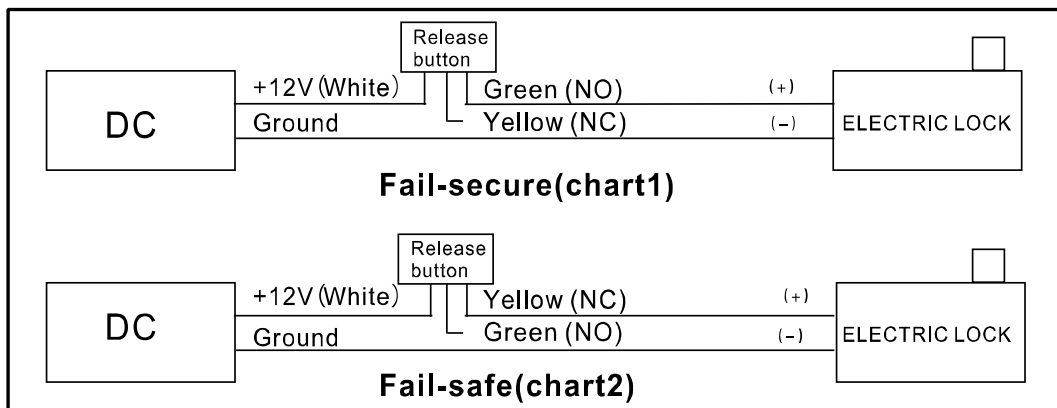 Release
button
+12V(White)
Green (NO)
(+)
DC
Ground
Yellow (NC)
(-)
ELECTRIC LOCK
Fail-secure(chart1)
Release
button
+12V(White)
Yellow (NC)
(+)
DC
Ground
Green (NO)
(-)
ELECTRIC LOCK
Fail-safe(chart2)